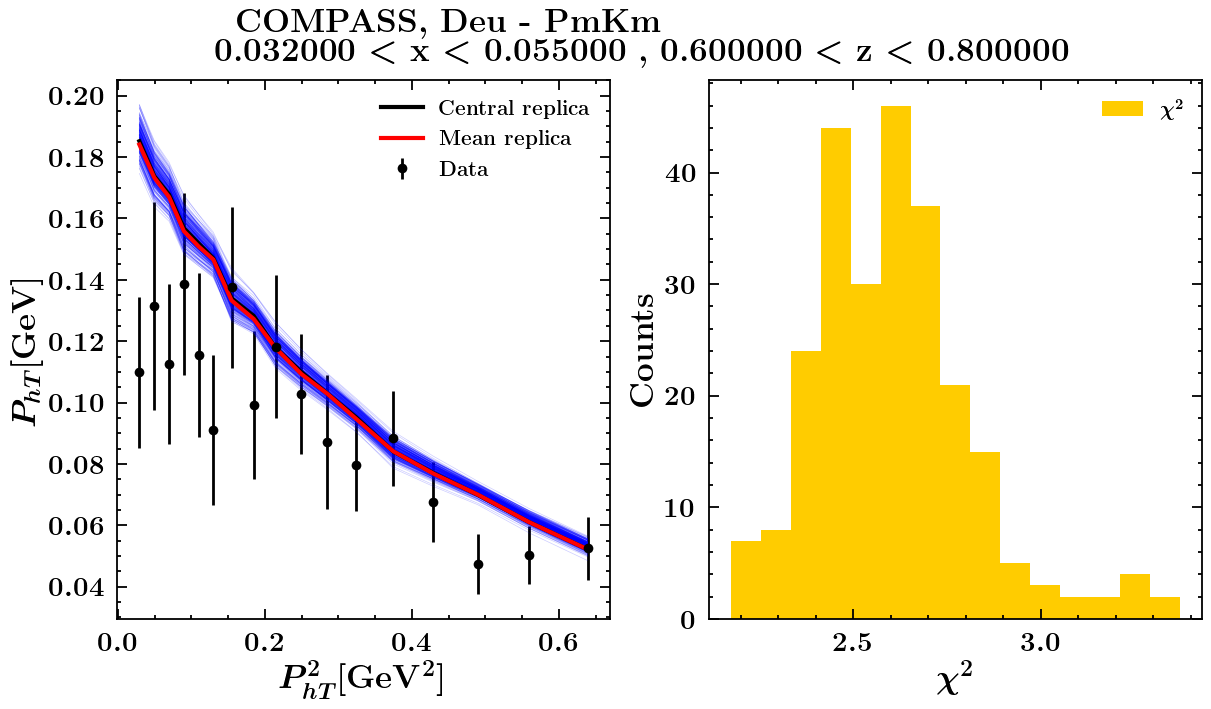 COMPASS, Deu - PmKm
0.032000 < x < 0.055000 , 0.600000 < z < 0.800000
Central replica
Mean replica
Data
0.20
0.18
0.16
0.14
0.12
0.10
0.08
0.06
0.04
P_{hT}[GeV]
0.0 0.2 0.4 0.6
P²_{hT}[GeV²]
χ²
40
30
20
10
0
Counts
2.5 3.0
χ²